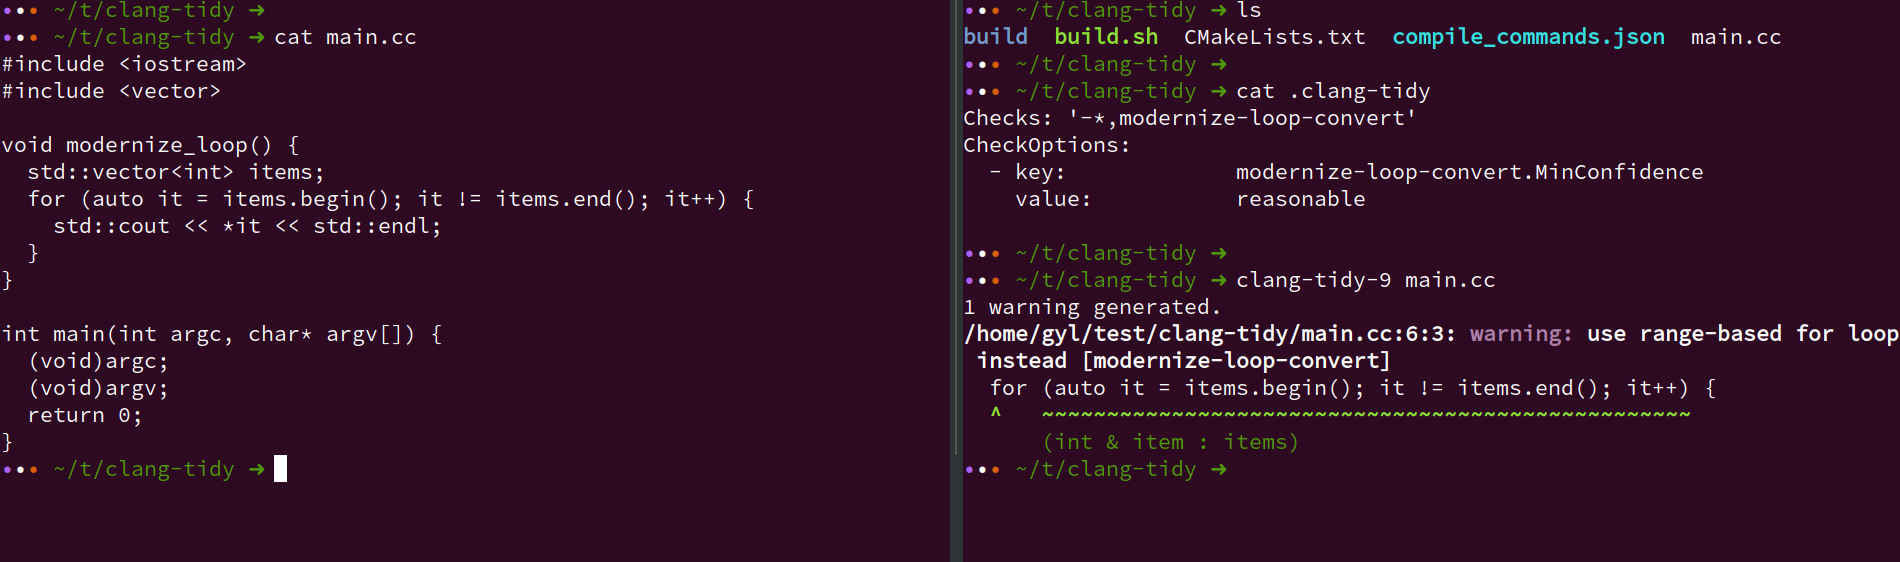 ••• ~/t/clang-tidy ➜
••• ~/t/clang-tidy ➜ cat main.cc
#include <iostream>
#include <vector>

void modernize_loop() {
  std::vector<int> items;
  for (auto it = items.begin(); it != items.end(); it++) {
    std::cout << *it << std::endl;
  }
}

int main(int argc, char* argv[]) {
  (void)argc;
  (void)argv;
  return 0;
}
••• ~/t/clang-tidy ➜
••• ~/t/clang-tidy ➜ ls
build  build.sh  CMakeLists.txt  compile_commands.json  main.cc
••• ~/t/clang-tidy ➜
••• ~/t/clang-tidy ➜ cat .clang-tidy
Checks: '-*,modernize-loop-convert'
CheckOptions:
  - key:             modernize-loop-convert.MinConfidence
    value:           reasonable

••• ~/t/clang-tidy ➜
••• ~/t/clang-tidy ➜ clang-tidy-9 main.cc
1 warning generated.
/home/gyl/test/clang-tidy/main.cc:6:3: warning: use range-based for loop
 instead [modernize-loop-convert]
  for (auto it = items.begin(); it != items.end(); it++) {
  ^   ~~~~~~~~~~~~~~~~~~~~~~~~~~~~~~~~~~~~~~~~~~~~~~~~~~
      (int & item : items)
••• ~/t/clang-tidy ➜